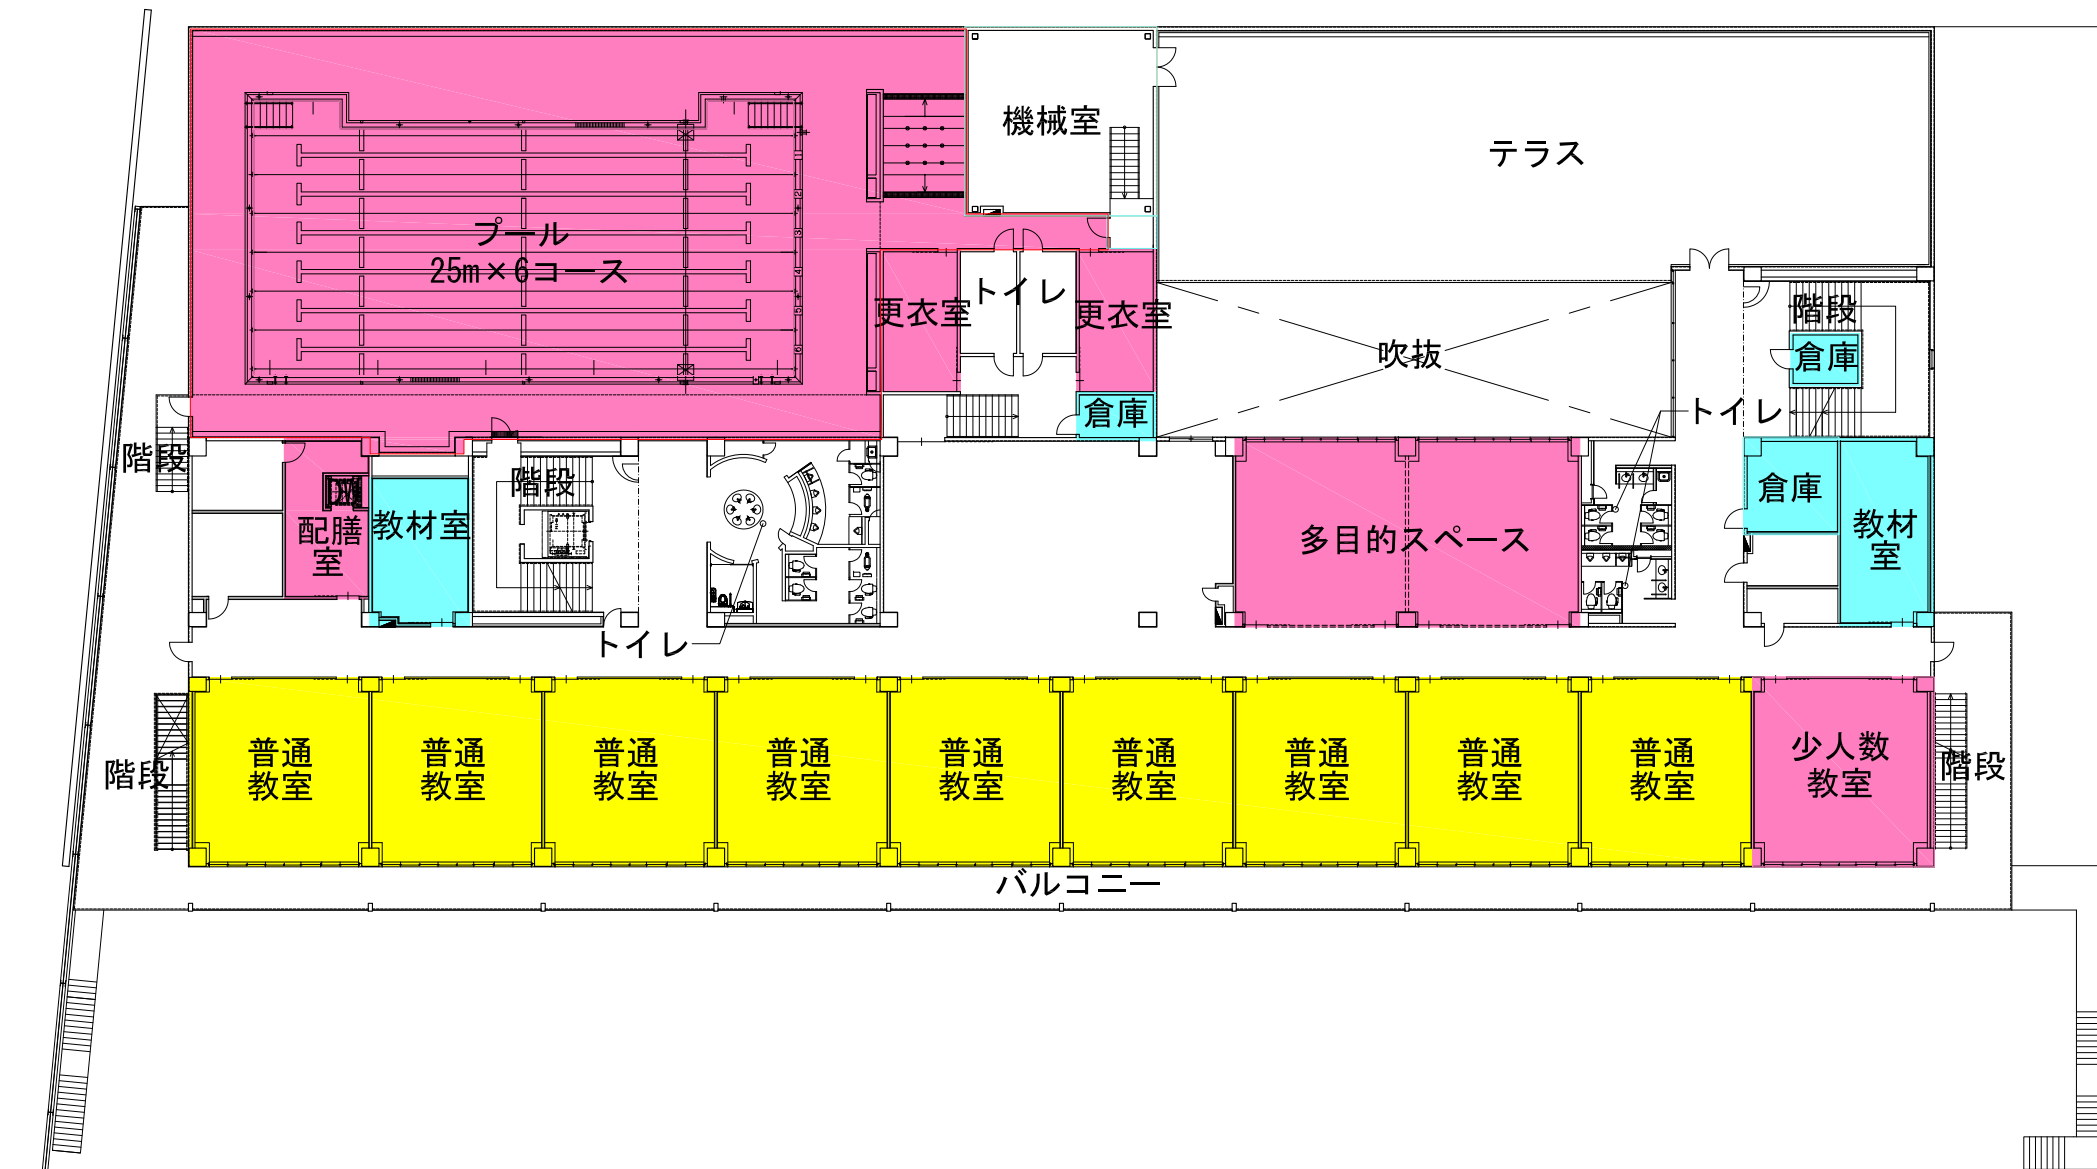 機械室
テラス
プール
25m×6コース
更衣室
トイレ
更衣室
階段
吹抜
倉庫
倉庫
トイレ
階段
階段
倉庫
配膳
室
教材室
多目的スペース
教材
室
トイレ
普通
教室
普通
教室
普通
教室
普通
教室
普通
教室
普通
教室
普通
教室
普通
教室
普通
教室
少人数
教室
階段
階段
バルコニー